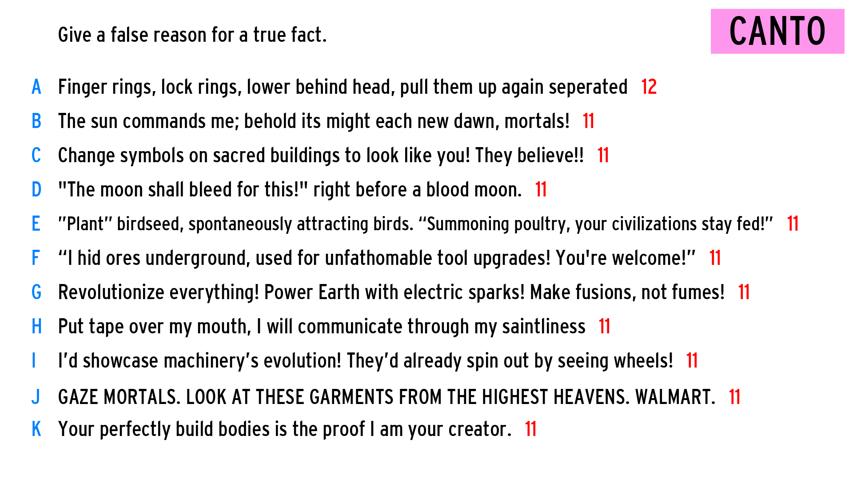 Give a false reason for a true fact.
CANTO
A Finger rings, lock rings, lower behind head, pull them up again seperated 12
B The sun commands me; behold its might each new dawn, mortals! 11
C Change symbols on sacred buildings to look like you! They believe!! 11
D "The moon shall bleed for this!" right before a blood moon. 11
E ”Plant” birdseed, spontaneously attracting birds. “Summoning poultry, your civilizations stay fed!” 11
F “I hid ores underground, used for unfathomable tool upgrades! You're welcome!” 11
G Revolutionize everything! Power Earth with electric sparks! Make fusions, not fumes! 11
H Put tape over my mouth, I will communicate through my saintliness 11
I I’d showcase machinery’s evolution! They’d already spin out by seeing wheels! 11
J GAZE MORTALS. LOOK AT THESE GARMENTS FROM THE HIGHEST HEAVENS. WALMART. 11
K Your perfectly build bodies is the proof I am your creator. 11